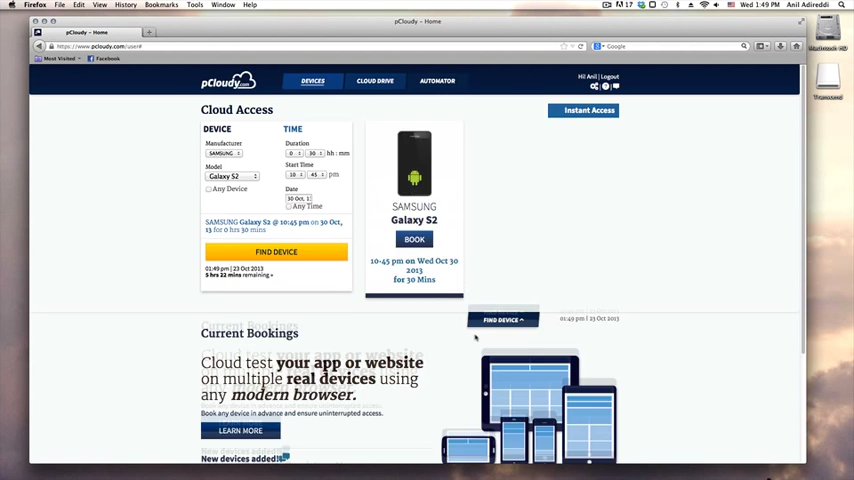 Firefox File Edit View History Bookmarks Tools Window Help
17 Wed 1:49 PM Anil Adireddi
pCloudy – Home
pCloudy – Home
https://www.pcloudy.com/user#
Google
Most Visited Facebook
Macintosh HD
Transcend
pCloudy.com
DEVICES CLOUD DRIVE AUTOMATOR
Hi! Anil | Logout
Cloud Access
Instant Access
DEVICE TIME
Manufacturer
SAMSUNG
Model
Galaxy S2
Any Device
Duration
0 30 hh : mm
Start Time
10 45 pm
Date
30 Oct, 1
Any Time
SAMSUNG Galaxy S2 @ 10:45 pm on 30 Oct,
13 for 0 hrs 30 mins
FIND DEVICE
01:49 pm | 23 Oct 2013
5 hrs 22 mins remaining »
SAMSUNG
Galaxy S2
BOOK
10:45 pm on Wed Oct 30
2013
for 30 Mins
FIND DEVICE
01:49 pm | 23 Oct 2013
Current Bookings
Current Bookings
Cloud test your app or website
on multiple real devices using
any modern browser.
Book any device in advance and ensure uninterrupted access.
LEARN MORE
New devices added!